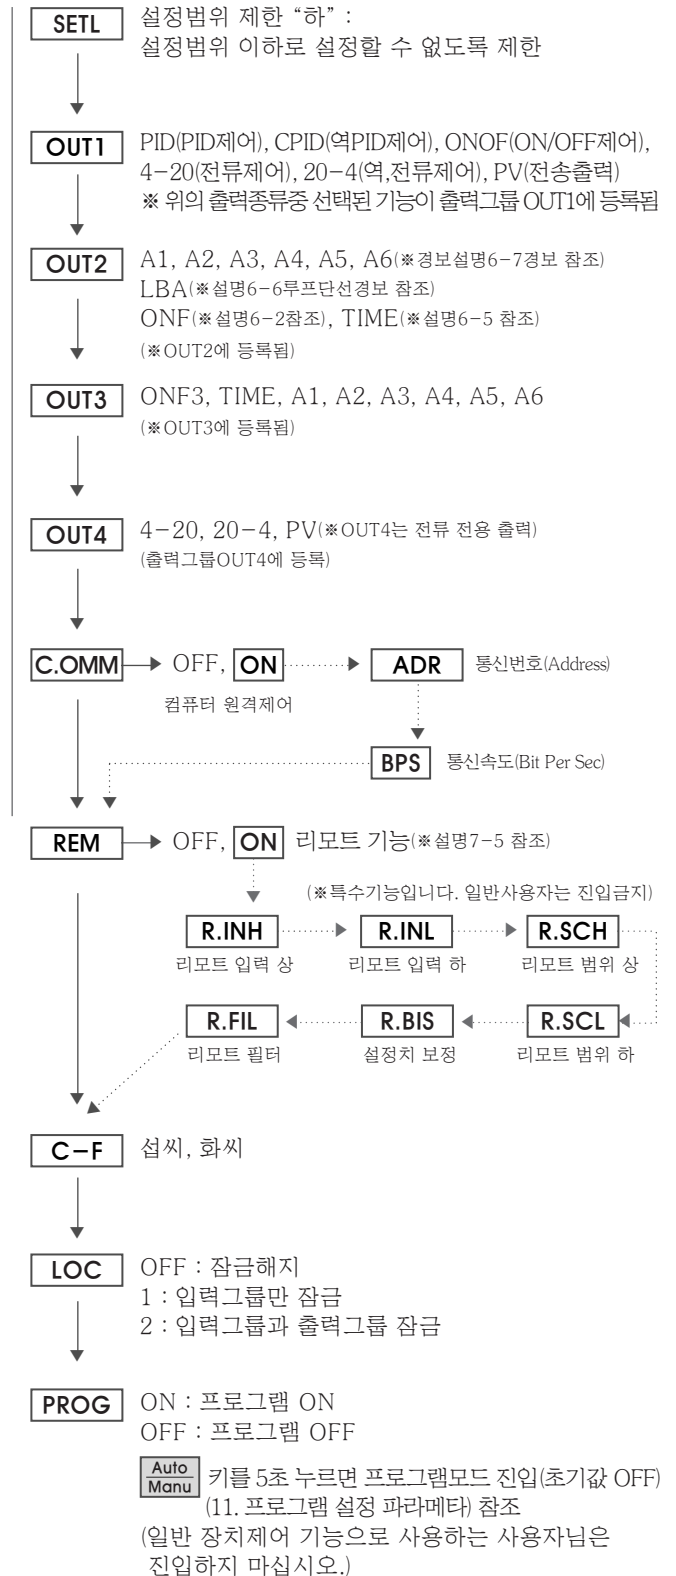 SETL 설정범위 제한 “하” :
설정범위 이하로 설정할 수 없도록 제한
OUT1 PID(PID제어), CPID(역PID제어), ONOF(ON/OFF제어),
4-20(전류제어), 20-4(역,전류제어), PV(전송출력)
※ 위의 출력종류중 선택된 기능이 출력그룹 OUT1에 등록됨
OUT2 A1, A2, A3, A4, A5, A6(※경보설명6-7경보 참조)
LBA(※설명6-6루프단선경보 참조)
ONF(※설명6-2참조), TIME(※설명6-5 참조)
(※OUT2에 등록됨)
OUT3 ONF3, TIME, A1, A2, A3, A4, A5, A6
(※OUT3에 등록됨)
OUT4 4-20, 20-4, PV(※OUT4는 전류 전용 출력)
(출력그룹OUT4에 등록)
C.OMM OFF, ON ADR 통신번호(Address)
컴퓨터 원격제어
BPS 통신속도(Bit Per Sec)
REM OFF, ON 리모트 기능(※설명7-5 참조)
(※특수기능입니다. 일반사용자는 진입금지)
R.INH R.INL R.SCH
리모트 입력 상 리모트 입력 하 리모트 범위 상
R.FIL R.BIS R.SCL
리모트 필터 설정치 보정 리모트 범위 하
C-F 섭씨, 화씨
LOC OFF : 잠금해지
1 : 입력그룹만 잠금
2 : 입력그룹과 출력그룹 잠금
PROG ON : 프로그램 ON
OFF : 프로그램 OFF
Auto
Manu 키를 5초 누르면 프로그램모드 진입(초기값 OFF)
(11. 프로그램 설정 파라메타) 참조
(일반 장치제어 기능으로 사용하는 사용자님은
진입하지 마십시오.)